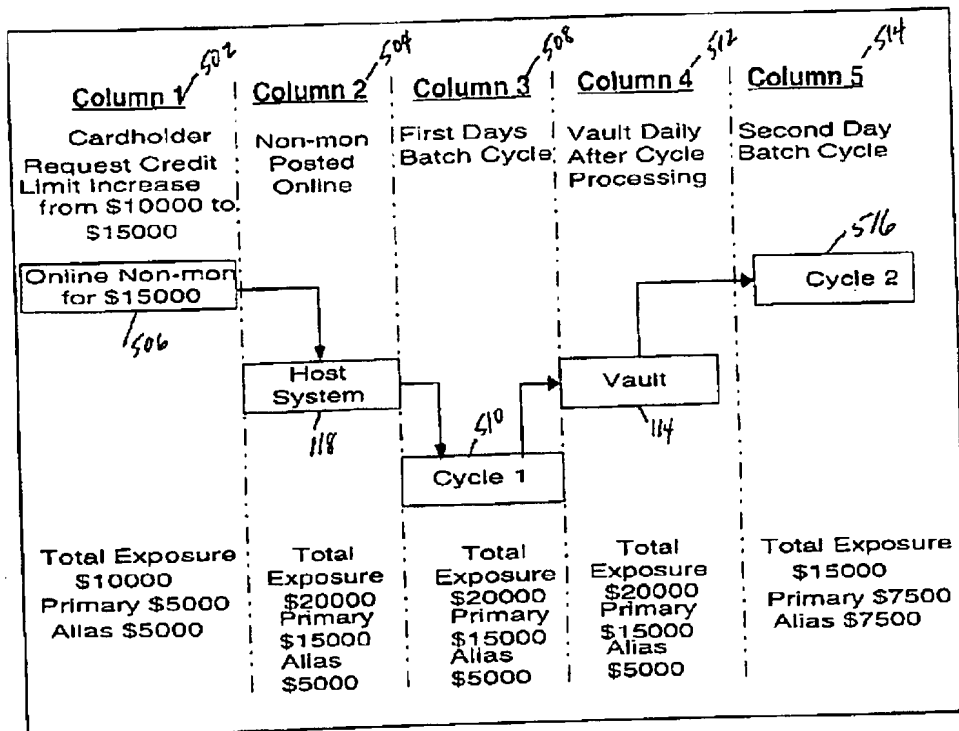 502
504
508
512
514
Column 1
Column 2
Column 3
Column 4
Column 5
Cardholder
Request Credit
Limit Increase
from $10000 to
$15000
Non-mon
Posted
Online
First Days
Batch Cycle
Vault Daily
After Cycle
Processing
Second Day
Batch Cycle
Online Non-mon
for $15000
506
Host
System
118
510
Cycle 1
Vault
114
516
Cycle 2
Total Exposure
$10000
Primary $5000
Alias $5000
Total
Exposure
$20000
Primary
$15000
Alias
$5000
Total
Exposure
$20000
Primary
$15000
Alias
$5000
Total
Exposure
$20000
Primary
$15000
Alias
$5000
Total Exposure
$15000
Primary $7500
Alias $7500